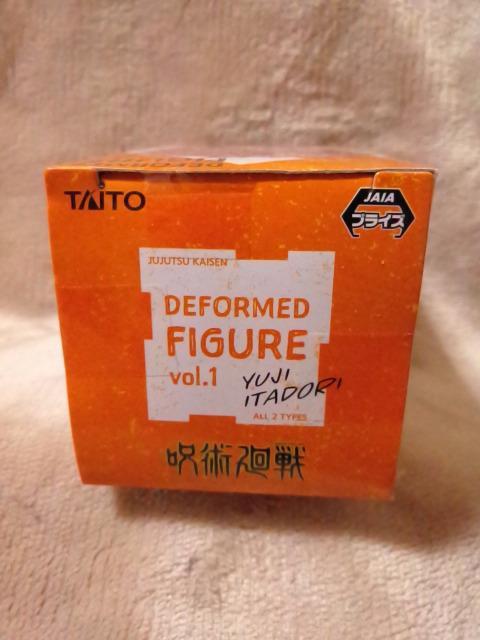 TAITO
JAIA
プライズ
JUJUTSU KAISEN
DEFORMED
FIGURE
vol.1
YUJI
ITADORI
ALL 2 TYPES
呪術廻戦